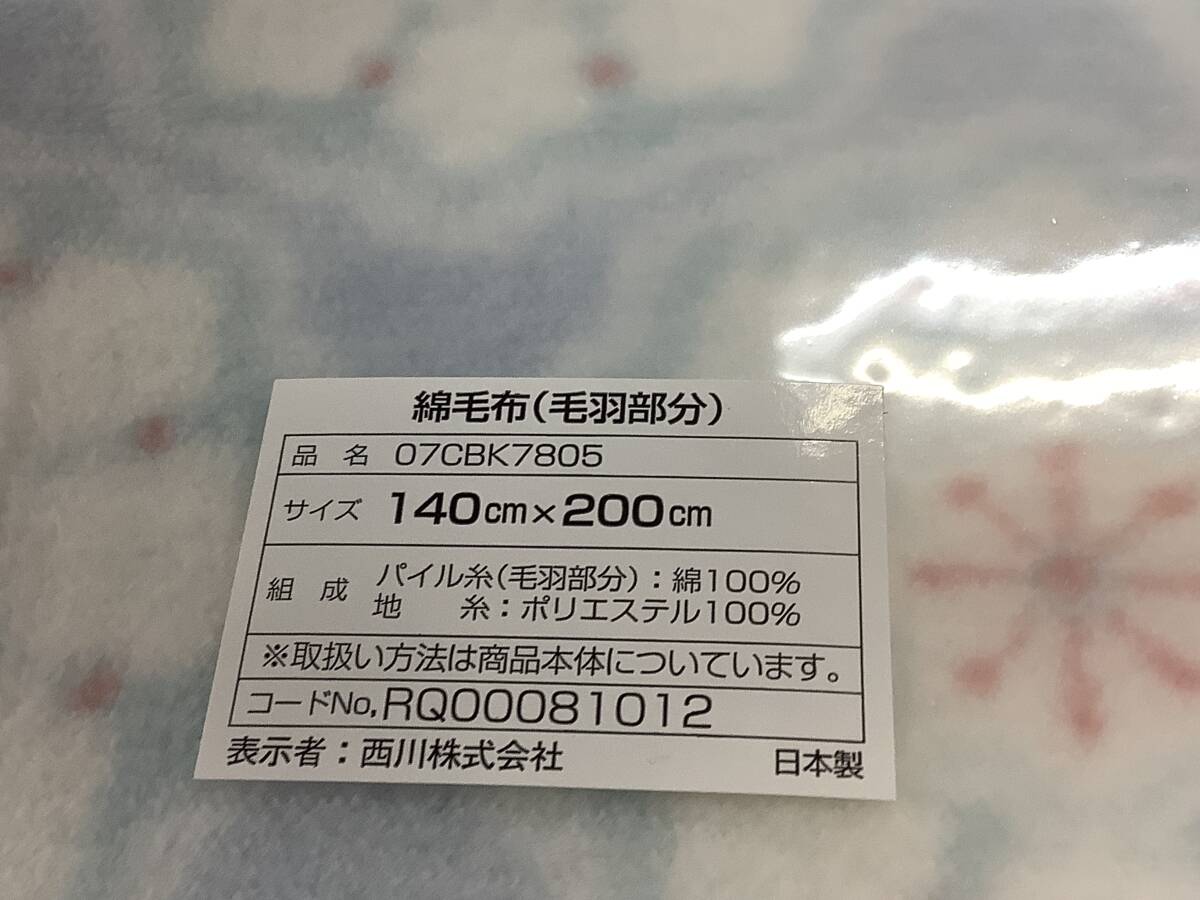 綿毛布(毛羽部分)
品名 07CBK7805
サイズ 140cm×200cm
組成 パイル糸(毛羽部分):綿100%
地糸:ポリエステル100%
※取扱い方法は商品本体についています。
コードNo,RQ00081012
表示者:西川株式会社 日本製